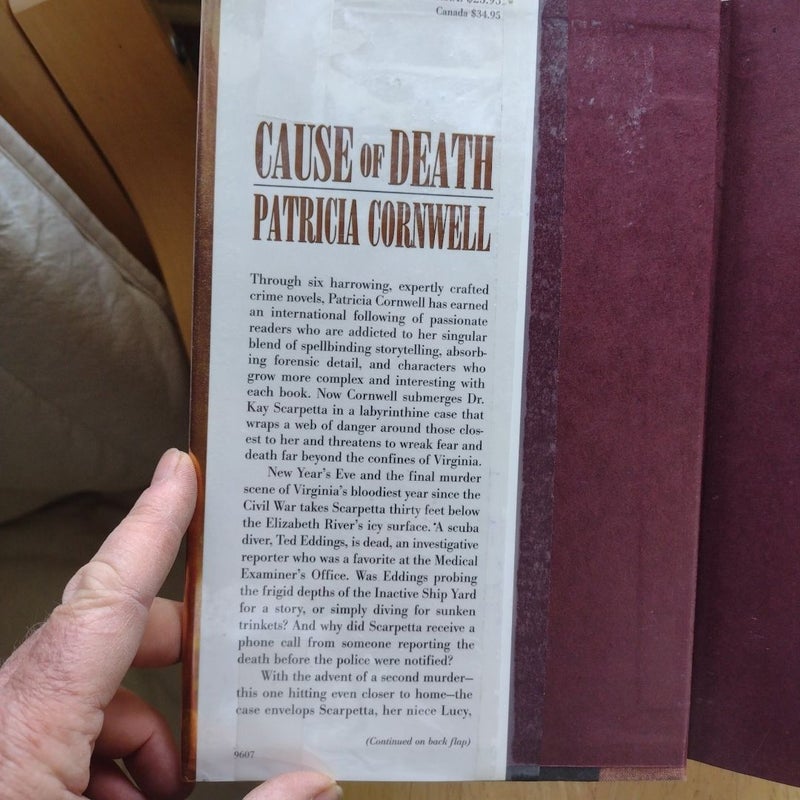 Canada $34.95
CAUSE OF DEATH
PATRICIA CORNWELL
Through six harrowing, expertly crafted
crime novels, Patricia Cornwell has earned
an international following of passionate
readers who are addicted to her singular
blend of spellbinding storytelling, absorb-
ing forensic detail, and characters who
grow more complex and interesting with
each book. Now Cornwell submerges Dr.
Kay Scarpetta in a labyrinthine case that
wraps a web of danger around those clos-
est to her and threatens to wreak fear and
death far beyond the confines of Virginia.
New Year's Eve and the final murder
scene of Virginia's bloodiest year since the
Civil War takes Scarpetta thirty feet below
the Elizabeth River's icy surface. A scuba
diver, Ted Eddings, is dead, an investigative
reporter who was a favorite at the Medical
Examiner's Office. Was Eddings probing
the frigid depths of the Inactive Ship Yard
for a story, or simply diving for sunken
trinkets? And why did Scarpetta receive a
phone call from someone reporting the
death before the police were notified?
With the advent of a second murder—
this one hitting even closer to home—the
case envelops Scarpetta, her niece Lucy,
(Continued on back flap)
9607